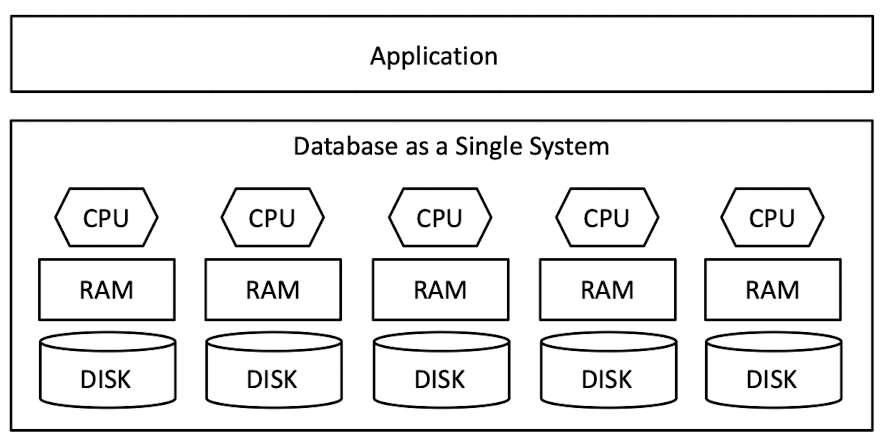 Application
Database as a Single System
CPU CPU CPU CPU CPU
RAM RAM RAM RAM RAM
DISK DISK DISK DISK DISK